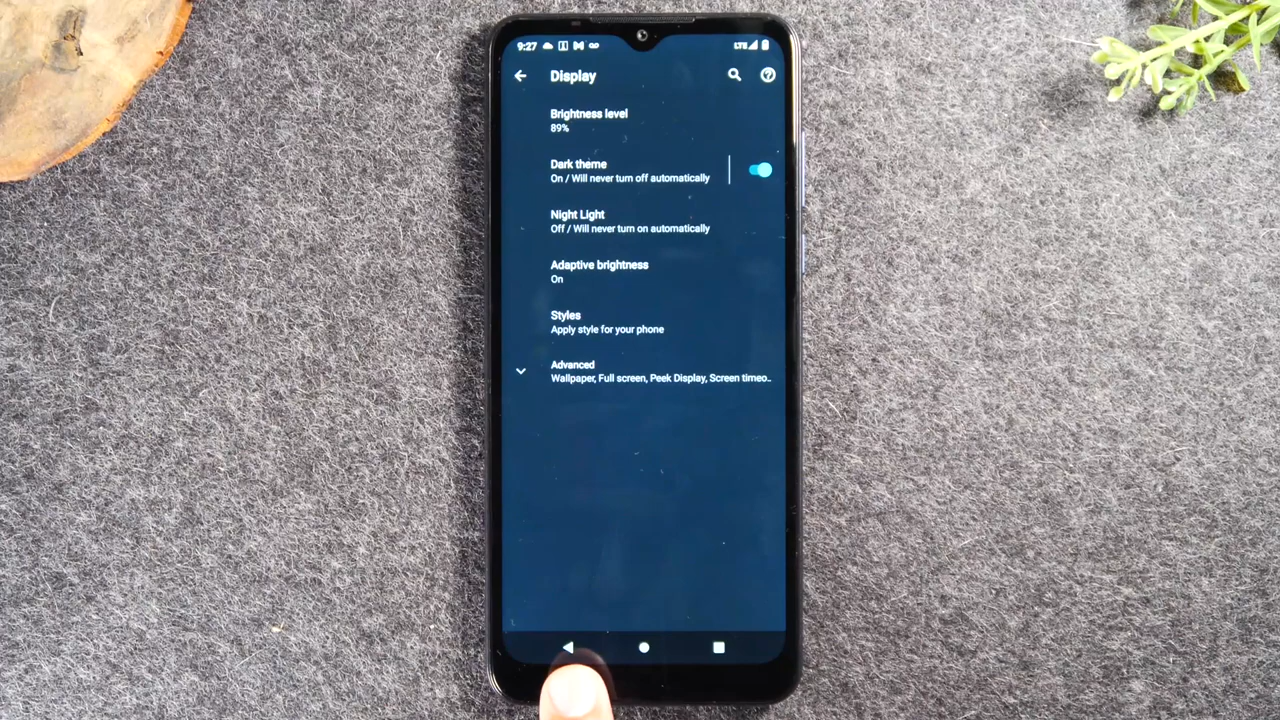 9:27
LTE
Display
Brightness level
89%
Dark theme
On / Will never turn off automatically
Night Light
Off / Will never turn on automatically
Adaptive brightness
On
Styles
Apply style for your phone
Advanced
Wallpaper, Full screen, Peek Display, Screen timeo..